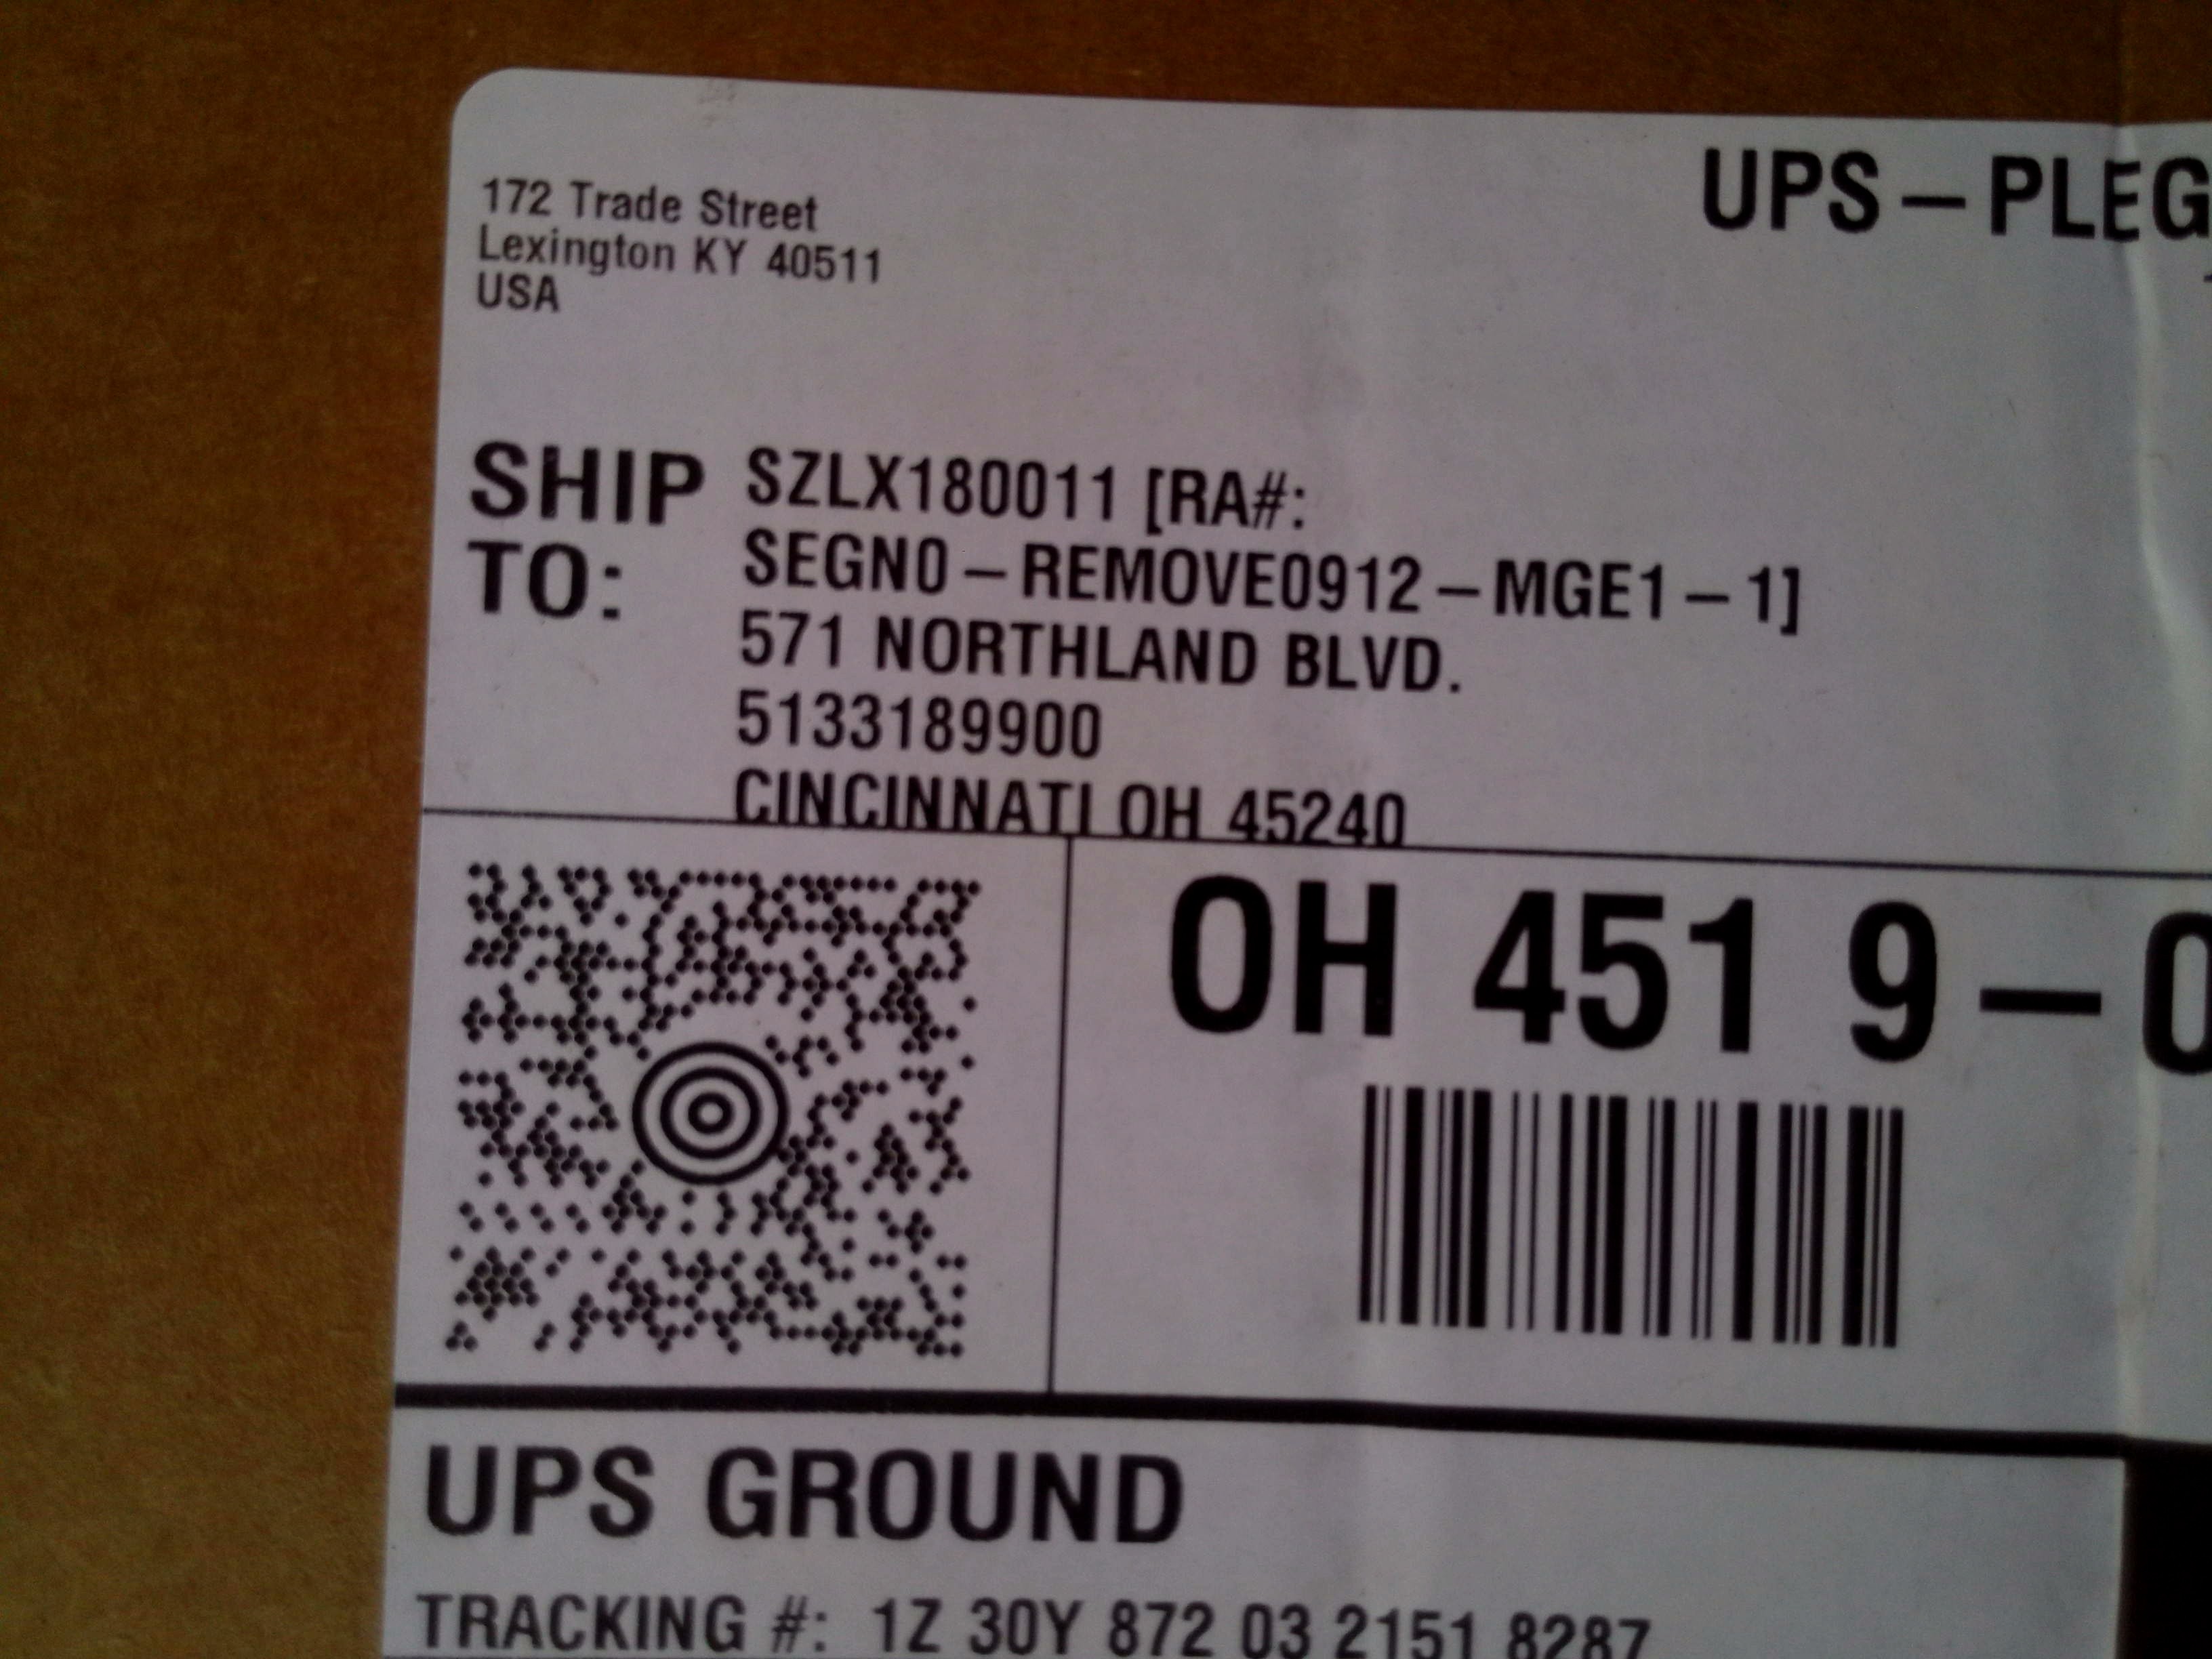 172 Trade Street
Lexington KY 40511
USA
UPS – PLEG
SHIP TO:
SZLX180011 [RA#:
SEGN0 – REMOVE0912 – MGE1 – 1]
571 NORTHLAND BLVD.
5133189900
CINCINNATI OH 45240
OH 451 9 – 0
UPS GROUND
TRACKING #: 1Z 30Y 872 03 2151 8287